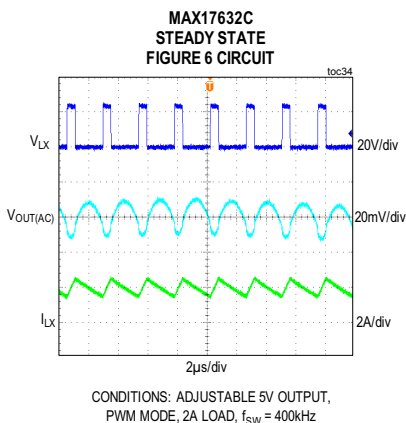 MAX17632C
STEADY STATE
FIGURE 6 CIRCUIT
toc34
VLX
20V/div
VOUT(AC)
20mV/div
ILX
2A/div
2µs/div
CONDITIONS: ADJUSTABLE 5V OUTPUT,
PWM MODE, 2A LOAD, fSW = 400kHz